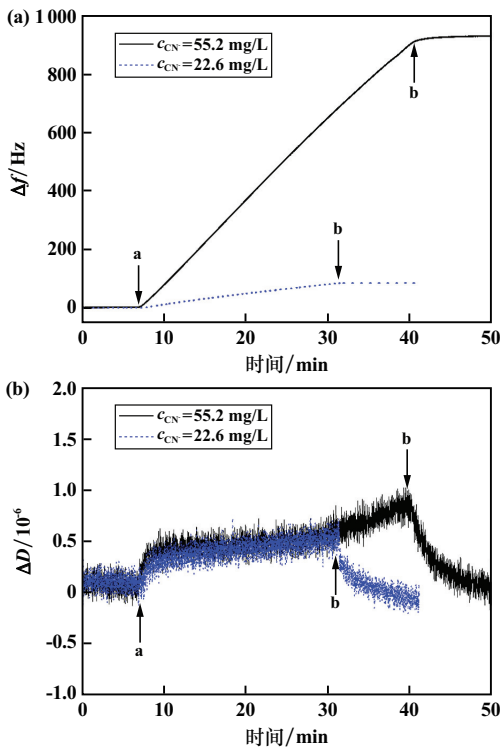 (a)
1 000
800
600
400
200
0
Δf/Hz
c_CN⁻=55.2 mg/L
c_CN⁻=22.6 mg/L
a
b
b
0 10 20 30 40 50
时间/min
(b)
2.0
1.5
1.0
0.5
0
-0.5
-1.0
ΔD/10⁻⁶
c_CN⁻=55.2 mg/L
c_CN⁻=22.6 mg/L
b
a
b
0 10 20 30 40 50
时间/min